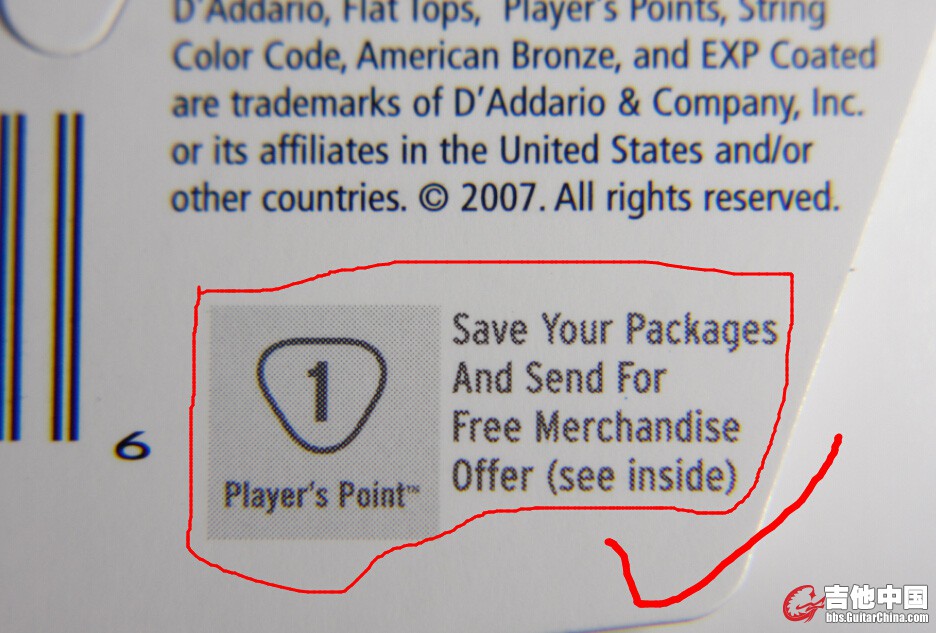 D'Addario, Flat Tops, Player's Points, String
Color Code, American Bronze, and EXP Coated
are trademarks of D'Addario & Company, Inc.
or its affiliates in the United States and/or
other countries. © 2007. All rights reserved.
1
Player's Point™
Save Your Packages
And Send For
Free Merchandise
Offer (see inside)
6
吉他中国
bbs.GuitarChina.com